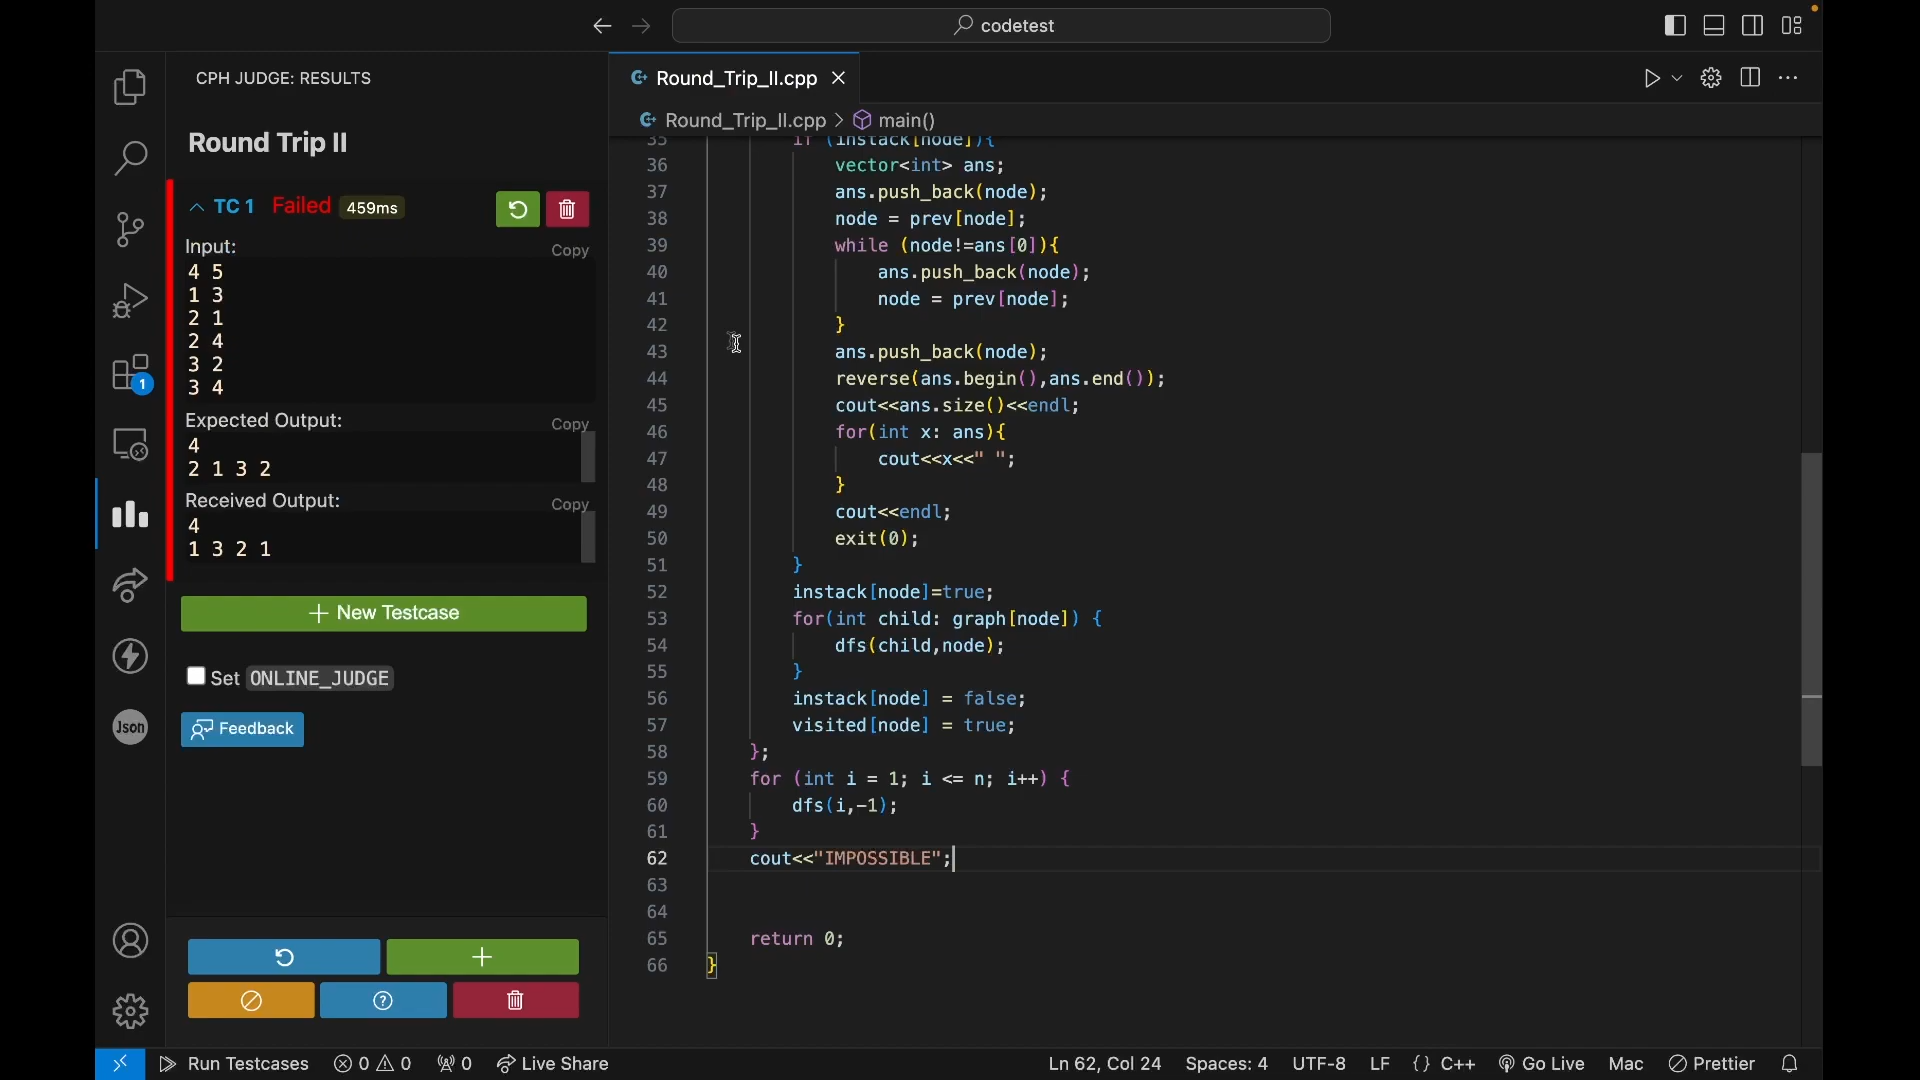 codetest
CPH JUDGE: RESULTS
Round Trip II
TC 1 Failed 459ms
Input:
Copy
4 5
1 3
2 1
2 4
3 2
3 4
Expected Output:
Copy
4
2 1 3 2
Received Output:
Copy
4
1 3 2 1
New Testcase
Set ONLINE_JUDGE
Feedback
1
Json
Round_Trip_II.cpp
Round_Trip_II.cpp > main()
35 if (instack[node]){
36 vector<int> ans;
37 ans.push_back(node);
38 node = prev[node];
39 while (node!=ans[0]){
40 ans.push_back(node);
41 node = prev[node];
42 }
43 ans.push_back(node);
44 reverse(ans.begin(),ans.end());
45 cout<<ans.size()<<endl;
46 for(int x: ans){
47 cout<<x<<" ";
48 }
49 cout<<endl;
50 exit(0);
51 }
52 instack[node]=true;
53 for(int child: graph[node]) {
54 dfs(child,node);
55 }
56 instack[node] = false;
57 visited[node] = true;
58 };
59 for (int i = 1; i <= n; i++) {
60 dfs(i,-1);
61 }
62 cout<<"IMPOSSIBLE";
63
64
65 return 0;
66 }
Run Testcases 0 0 0 Live Share
Ln 62, Col 24 Spaces: 4 UTF-8 LF {} C++ Go Live Mac Prettier